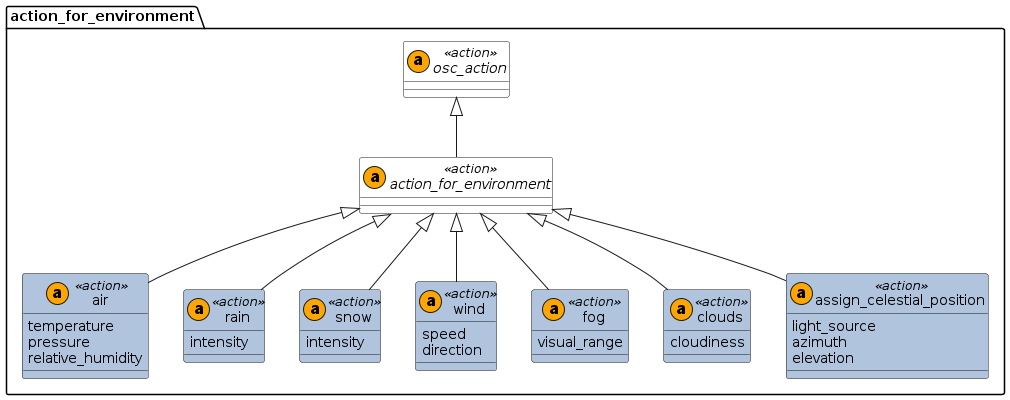 action_for_environment
a «action»
osc_action
a «action»
action_for_environment
a «action»
air
temperature
pressure
relative_humidity
a «action»
rain
intensity
a «action»
snow
intensity
a «action»
wind
speed
direction
a «action»
fog
visual_range
a «action»
clouds
cloudiness
a «action»
assign_celestial_position
light_source
azimuth
elevation